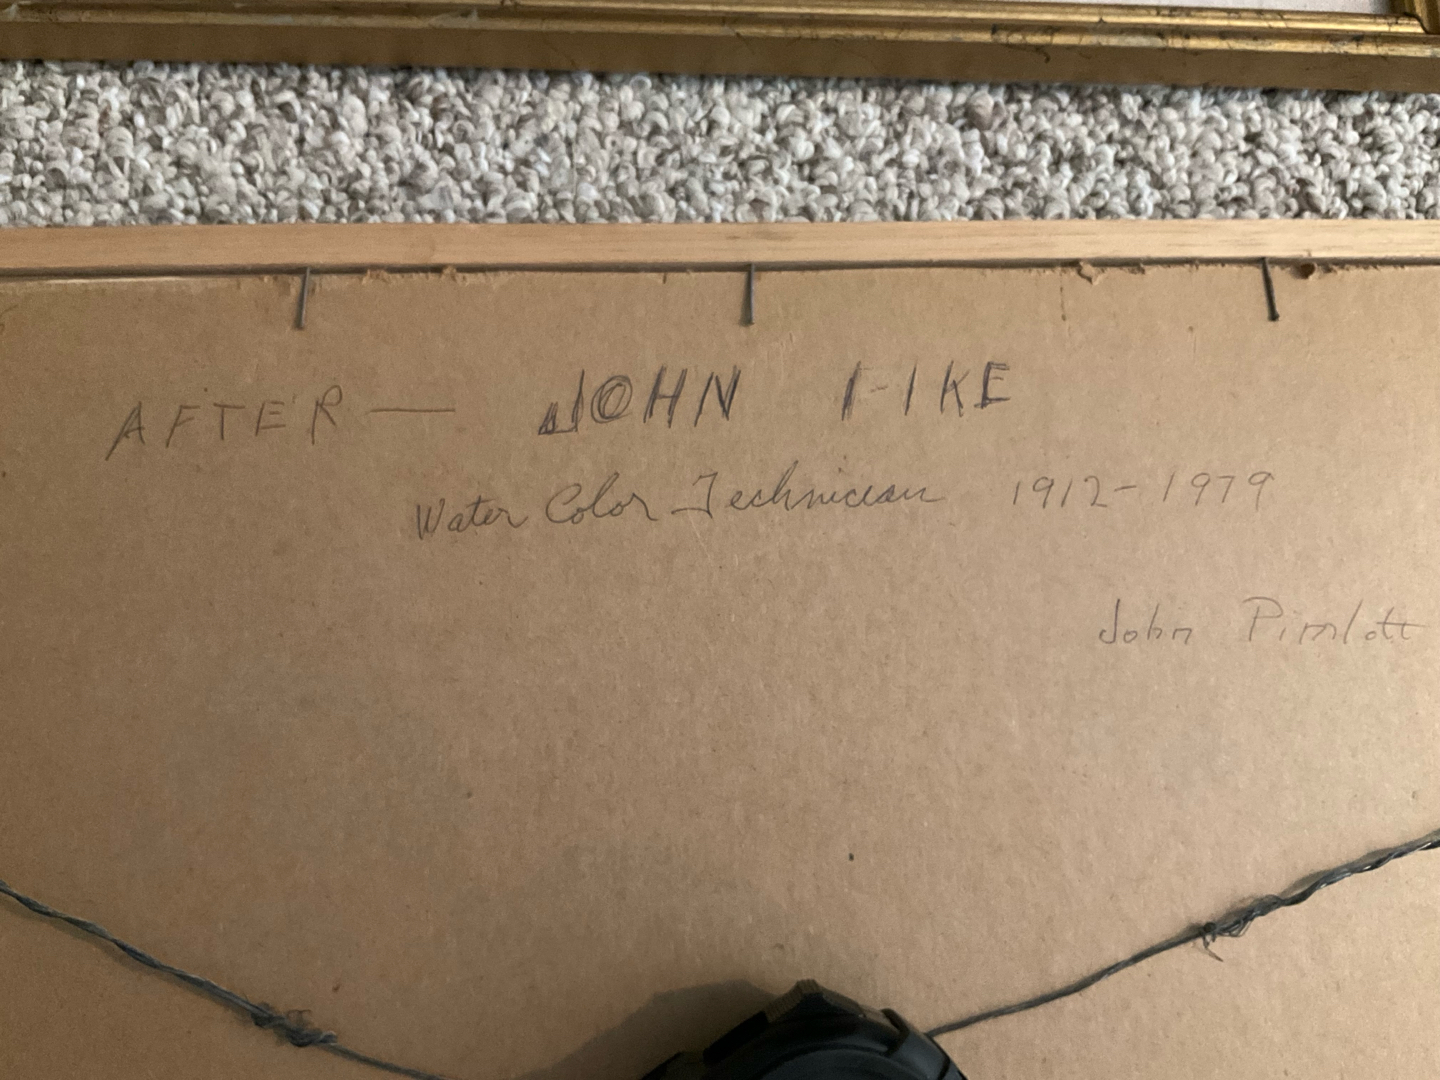 AFTER — JOHN PIKE
Water Color Technician 1912-1979
John Pimlott